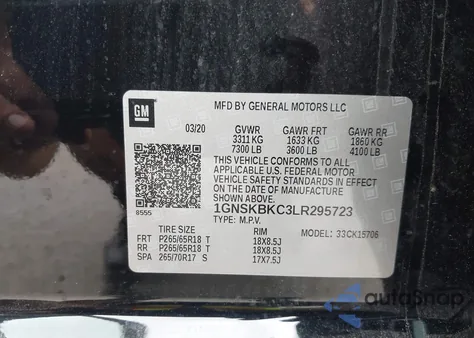 GM
MFD BY GENERAL MOTORS LLC
03/20 GVWR GAWR FRT GAWR RR
3311 KG 1633 KG 1860 KG
7300 LB 3600 LB 4100 LB
THIS VEHICLE CONFORMS TO ALL
APPLICABLE U.S. FEDERAL MOTOR
VEHICLE SAFETY STANDARDS IN
EFFECT ON THE DATE OF MANUFACTURE
SHOWN ABOVE.
8555
1GNSKBKC3LR295723
TYPE: M.P.V. MODEL: 33CK15706
TIRE SIZE RIM
FRT P265/65R18 T 18X8.5J
RR P265/65R18 T 18X8.5J
SPA 265/70R17 S 17X7.5J
autoSnap